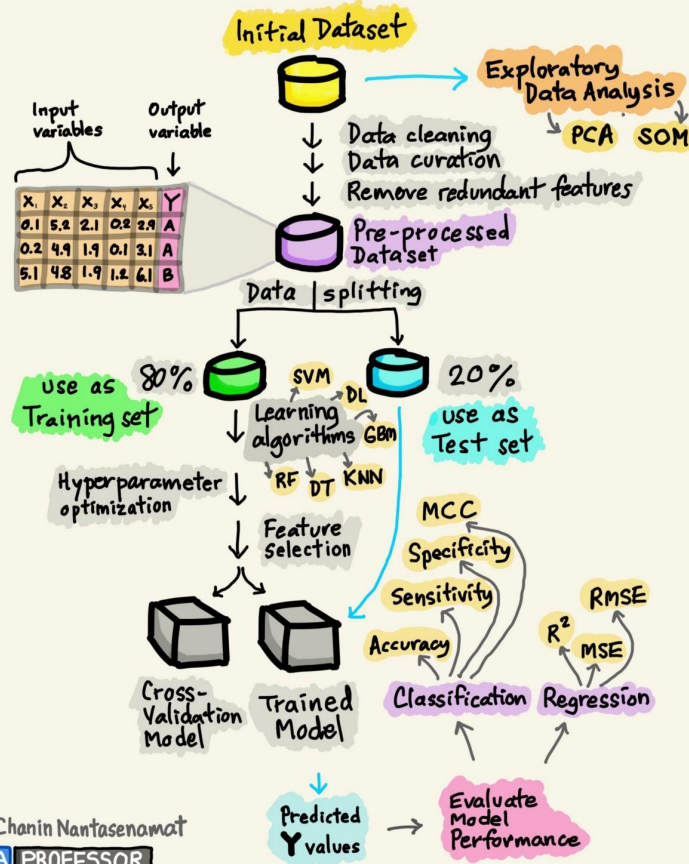 Initial Dataset
Exploratory
Data Analysis
PCA SOM
Input
variables
Output
variable
Data cleaning
Data curation
Remove redundant features
X₁ X₂ X₃ X₄ X₅ Y
0.1 5.2 2.1 0.2 2.9 A
0.2 4.9 1.9 0.1 3.1 A
5.1 4.8 1.9 1.2 6.1 B
Pre-processed
Dataset
Data splitting
80%
20%
use as
Training set
use as
Test set
Learning
algorithms
SVM
DL
GBM
KNN
DT
RF
Hyperparameter
optimization
Feature
selection
MCC
Specificity
Sensitivity
Accuracy
RMSE
R²
MSE
Classification
Regression
Cross-
Validation
Model
Trained
Model
Predicted
Y values
Evaluate
Model
Performance
Chanin Nantasenamat
A PROFESSOR